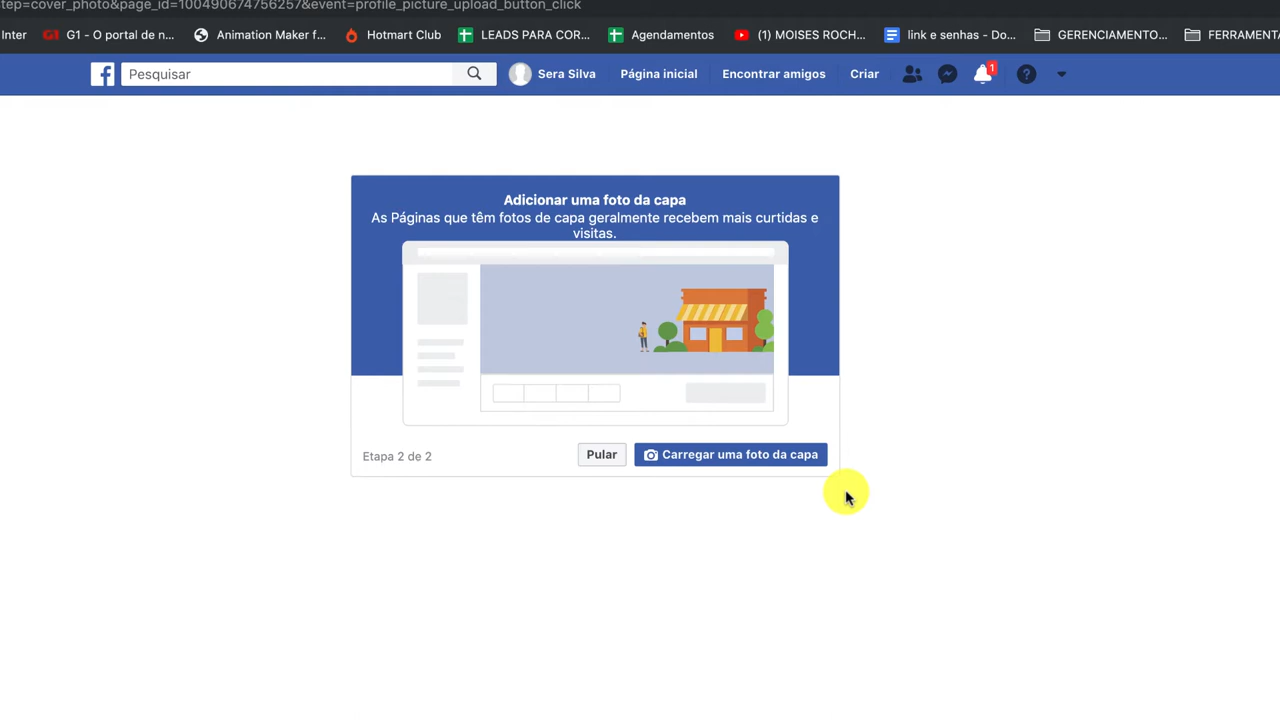 step=cover_photo&page_id=100490674756257&event=profile_picture_upload_button_click
Inter G1 G1 - O portal de n... Animation Maker f... Hotmart Club LEADS PARA COR... Agendamentos (1) MOISES ROCH... link e senhas - Do... GERENCIAMENTO... FERRAMENTA
f Pesquisar Sera Silva Página inicial Encontrar amigos Criar 1
Adicionar uma foto da capa
As Páginas que têm fotos de capa geralmente recebem mais curtidas e
visitas.
Etapa 2 de 2 Pular Carregar uma foto da capa